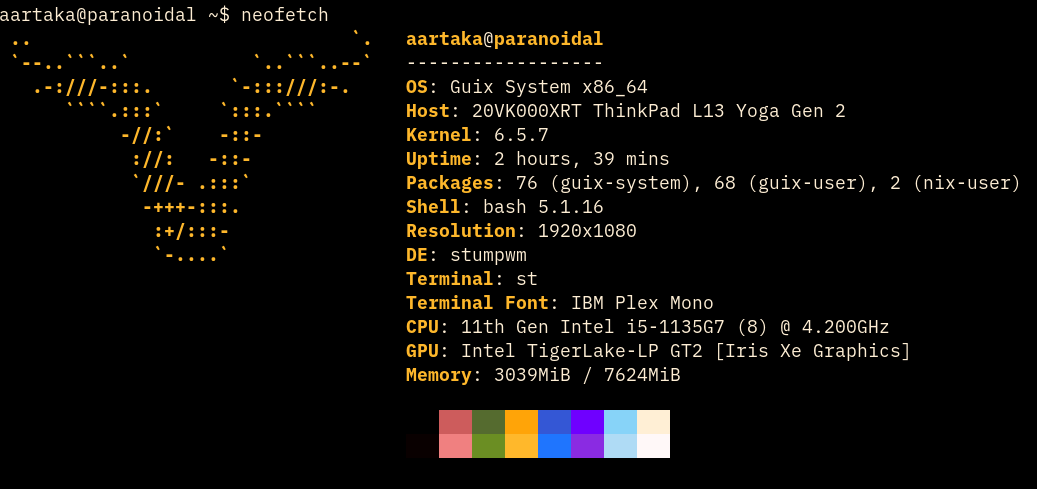 aartaka@paranoidal ~$ neofetch
aartaka@paranoidal
------------------
OS: Guix System x86_64
Host: 20VK000XRT ThinkPad L13 Yoga Gen 2
Kernel: 6.5.7
Uptime: 2 hours, 39 mins
Packages: 76 (guix-system), 68 (guix-user), 2 (nix-user)
Shell: bash 5.1.16
Resolution: 1920x1080
DE: stumpwm
Terminal: st
Terminal Font: IBM Plex Mono
CPU: 11th Gen Intel i5-1135G7 (8) @ 4.200GHz
GPU: Intel TigerLake-LP GT2 [Iris Xe Graphics]
Memory: 3039MiB / 7624MiB